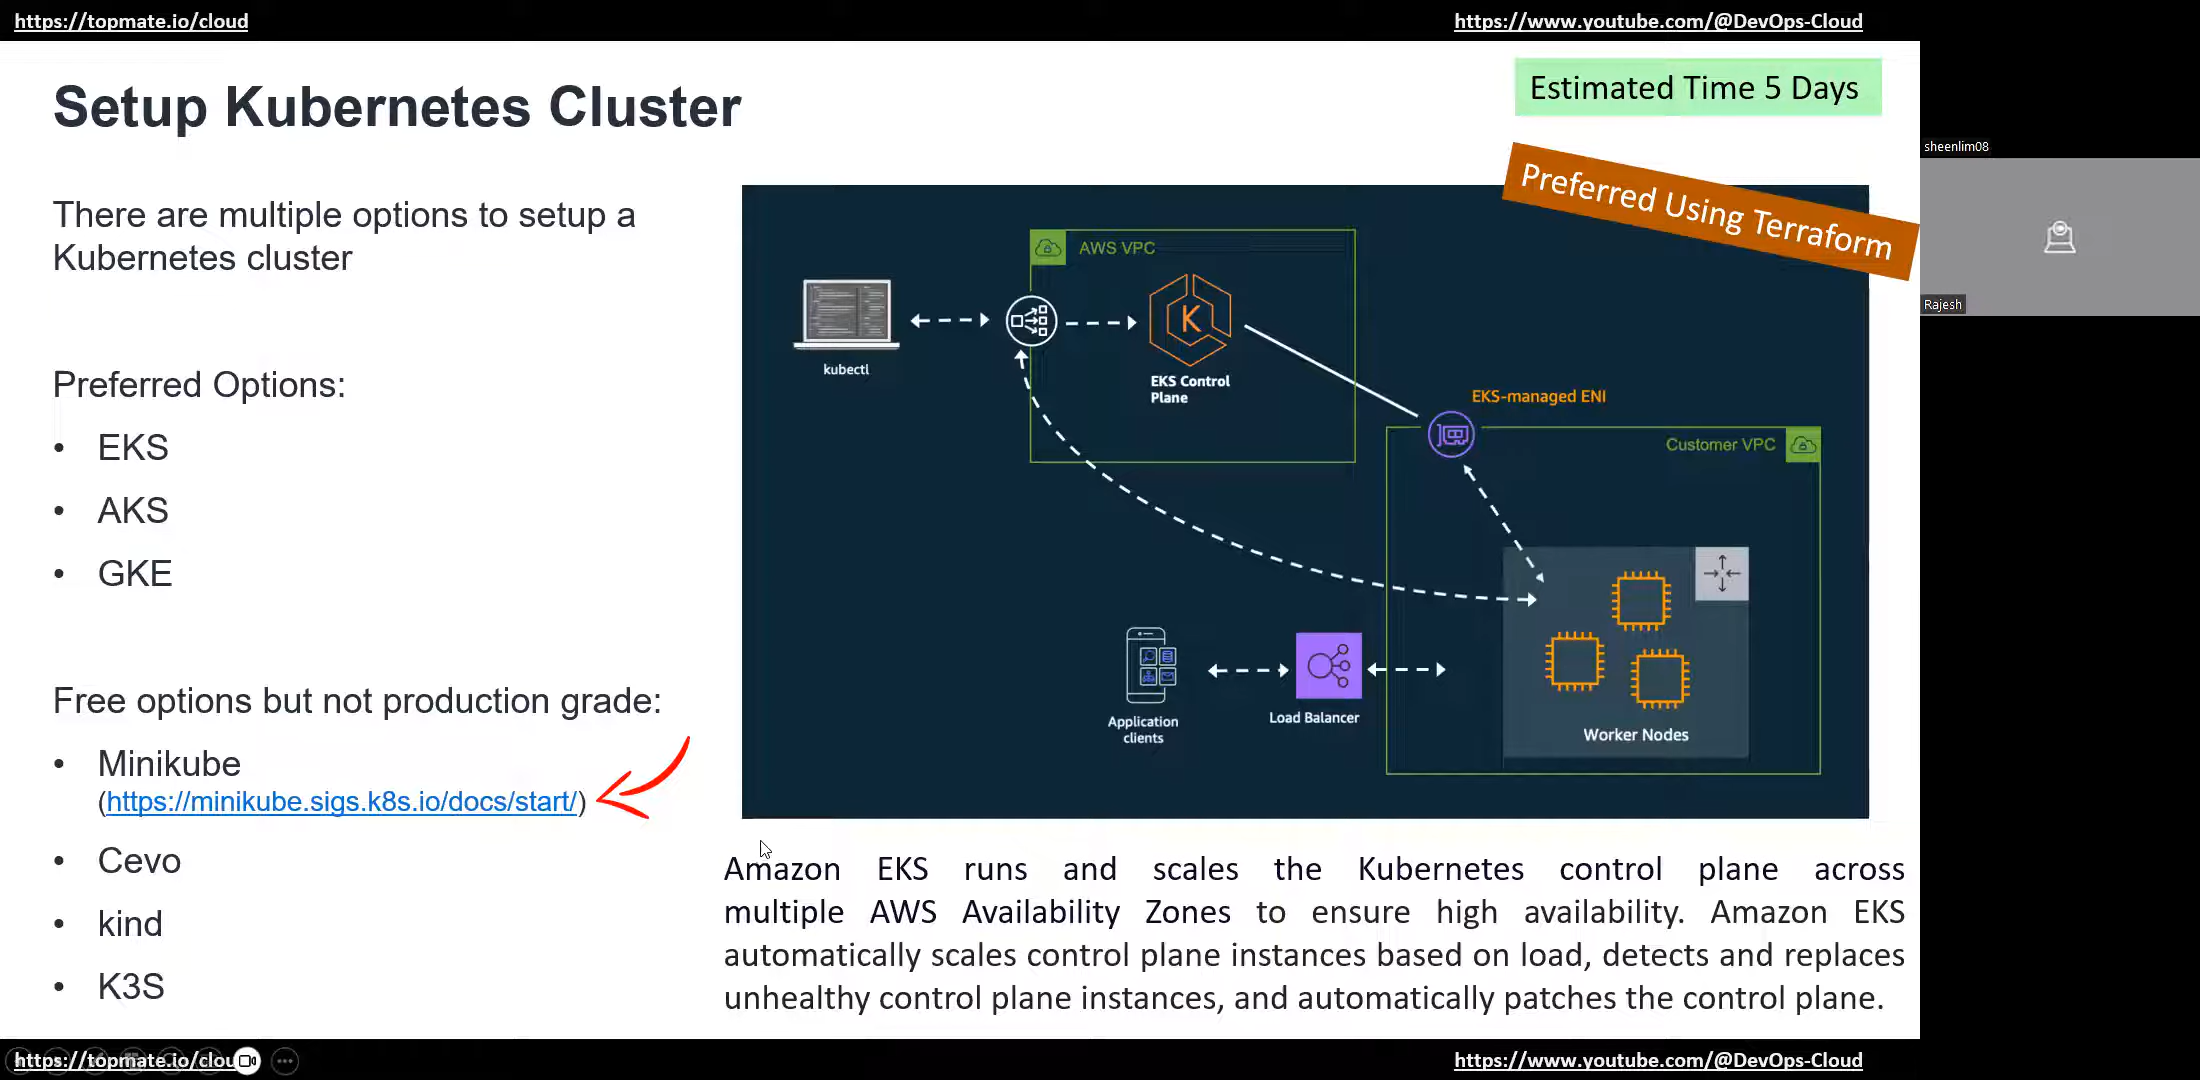 https://topmate.io/cloud
https://www.youtube.com/@DevOps-Cloud
Setup Kubernetes Cluster
Estimated Time 5 Days
Preferred Using Terraform
sheenlim08
Rajesh
There are multiple options to setup a
Kubernetes cluster
Preferred Options:
• EKS
• AKS
• GKE
Free options but not production grade:
• Minikube
(https://minikube.sigs.k8s.io/docs/start/)
• Cevo
• kind
• K3S
AWS VPC
kubectl
K
EKS Control
Plane
EKS-managed ENI
Customer VPC
Application
clients
Load Balancer
Worker Nodes
Amazon EKS runs and scales the Kubernetes control plane across
multiple AWS Availability Zones to ensure high availability. Amazon EKS
automatically scales control plane instances based on load, detects and replaces
unhealthy control plane instances, and automatically patches the control plane.
https://topmate.io/clou
https://www.youtube.com/@DevOps-Cloud